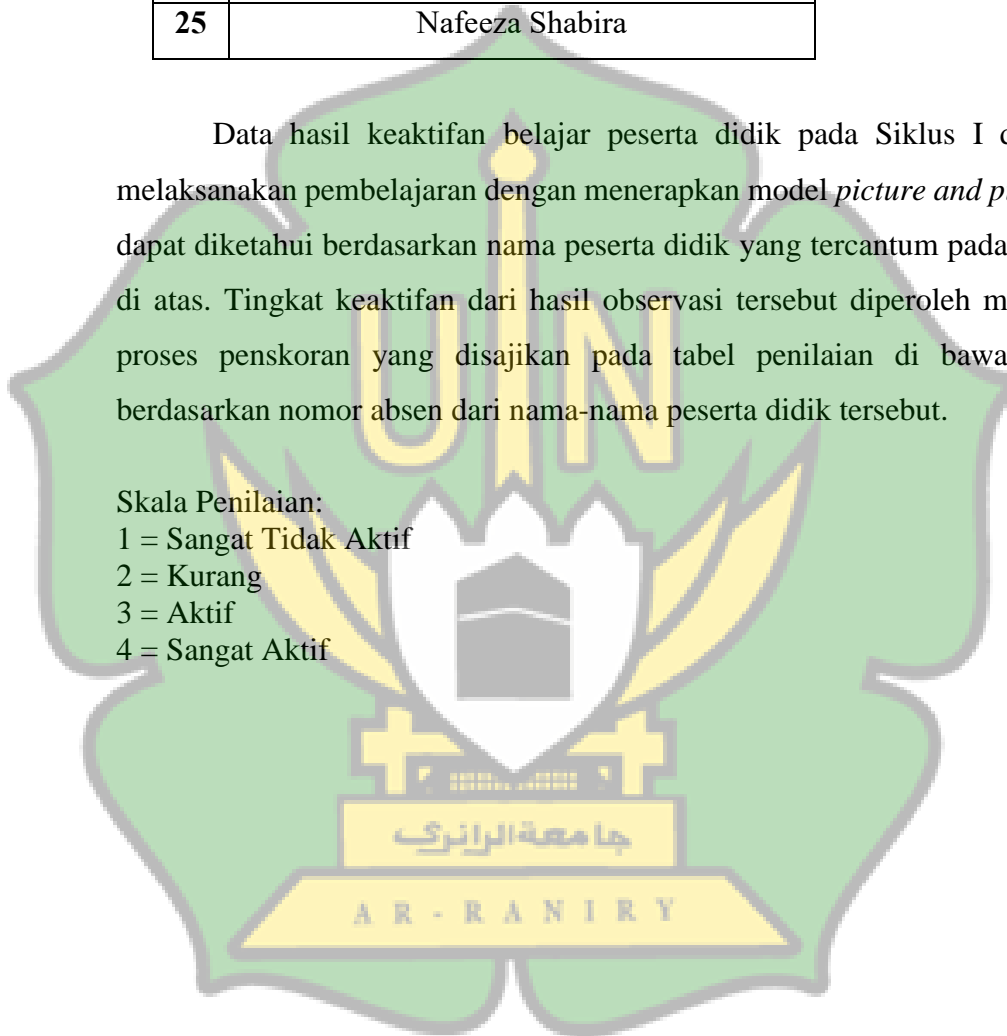 25 Nafeeza Shabira
Data hasil keaktifan belajar peserta didik pada Siklus I
melaksanakan pembelajaran dengan menerapkan model picture and
dapat diketahui berdasarkan nama peserta didik yang tercantum pada
di atas. Tingkat keaktifan dari hasil observasi tersebut diperoleh
proses penskoran yang disajikan pada tabel penilaian di
berdasarkan nomor absen dari nama-nama peserta didik tersebut.
Skala Penilaian:
1 = Sangat Tidak Aktif
2 = Kurang
3 = Aktif
4 = Sangat Aktif
UIN
جامعة الرانري
AR-RANIRY